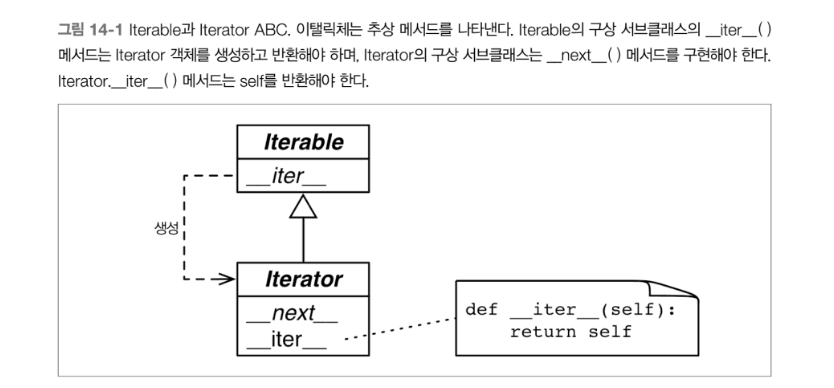 그림 14-1 Iterable과 Iterator ABC. 이탤릭체는 추상 메서드를 나타낸다. Iterable의 구상 서브클래스의 __iter__( )
메서드는 Iterator 객체를 생성하고 반환해야 하며, Iterator의 구상 서브클래스는 __next__( ) 메서드를 구현해야 한다.
Iterator.__iter__( ) 메서드는 self를 반환해야 한다.
Iterable
__iter__
생성
Iterator
__next__
__iter__
def __iter__(self):
    return self